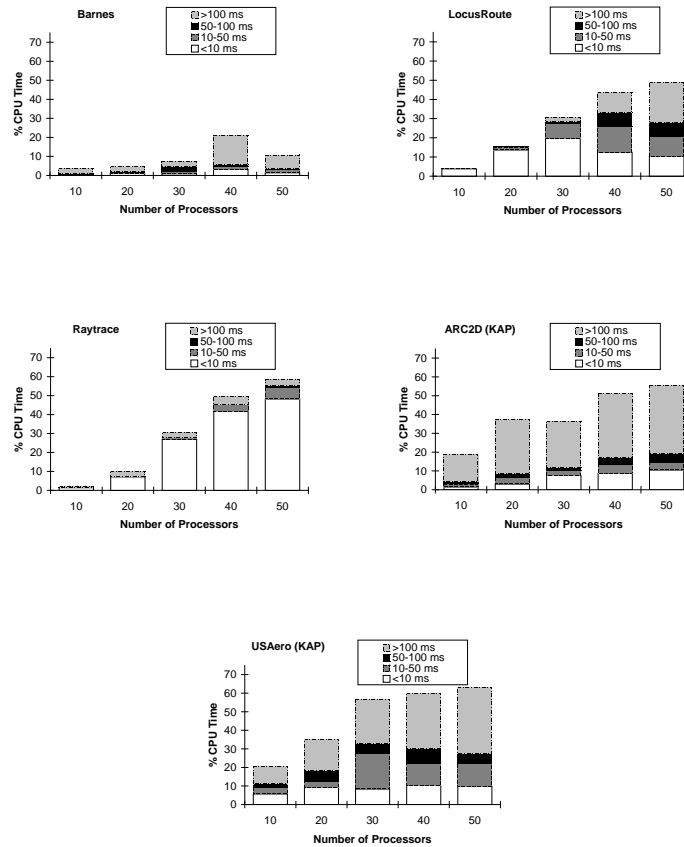 Barnes
>100 ms
50-100 ms
10-50 ms
<10 ms
% CPU Time
70
60
50
40
30
20
10
0
10 20 30 40 50
Number of Processors
LocusRoute
>100 ms
50-100 ms
10-50 ms
<10 ms
% CPU Time
70
60
50
40
30
20
10
0
10 20 30 40 50
Number of Processors
Raytrace
>100 ms
50-100 ms
10-50 ms
<10 ms
% CPU Time
70
60
50
40
30
20
10
0
10 20 30 40 50
Number of Processors
ARC2D (KAP)
>100 ms
50-100 ms
10-50 ms
<10 ms
% CPU Time
70
60
50
40
30
20
10
0
10 20 30 40 50
Number of Processors
USAero (KAP)
>100 ms
50-100 ms
10-50 ms
<10 ms
% CPU Time
70
60
50
40
30
20
10
0
10 20 30 40 50
Number of Processors